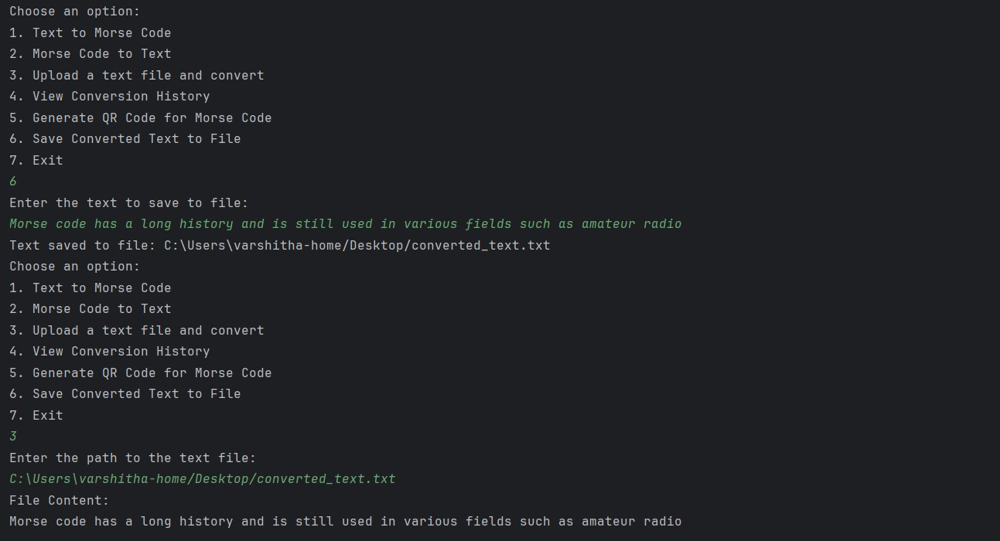 Choose an option:
1. Text to Morse Code
2. Morse Code to Text
3. Upload a text file and convert
4. View Conversion History
5. Generate QR Code for Morse Code
6. Save Converted Text to File
7. Exit
6
Enter the text to save to file:
Morse code has a long history and is still used in various fields such as amateur radio
Text saved to file: C:\Users\varshitha-home/Desktop/converted_text.txt
Choose an option:
1. Text to Morse Code
2. Morse Code to Text
3. Upload a text file and convert
4. View Conversion History
5. Generate QR Code for Morse Code
6. Save Converted Text to File
7. Exit
3
Enter the path to the text file:
C:\Users\varshitha-home/Desktop/converted_text.txt
File Content:
Morse code has a long history and is still used in various fields such as amateur radio